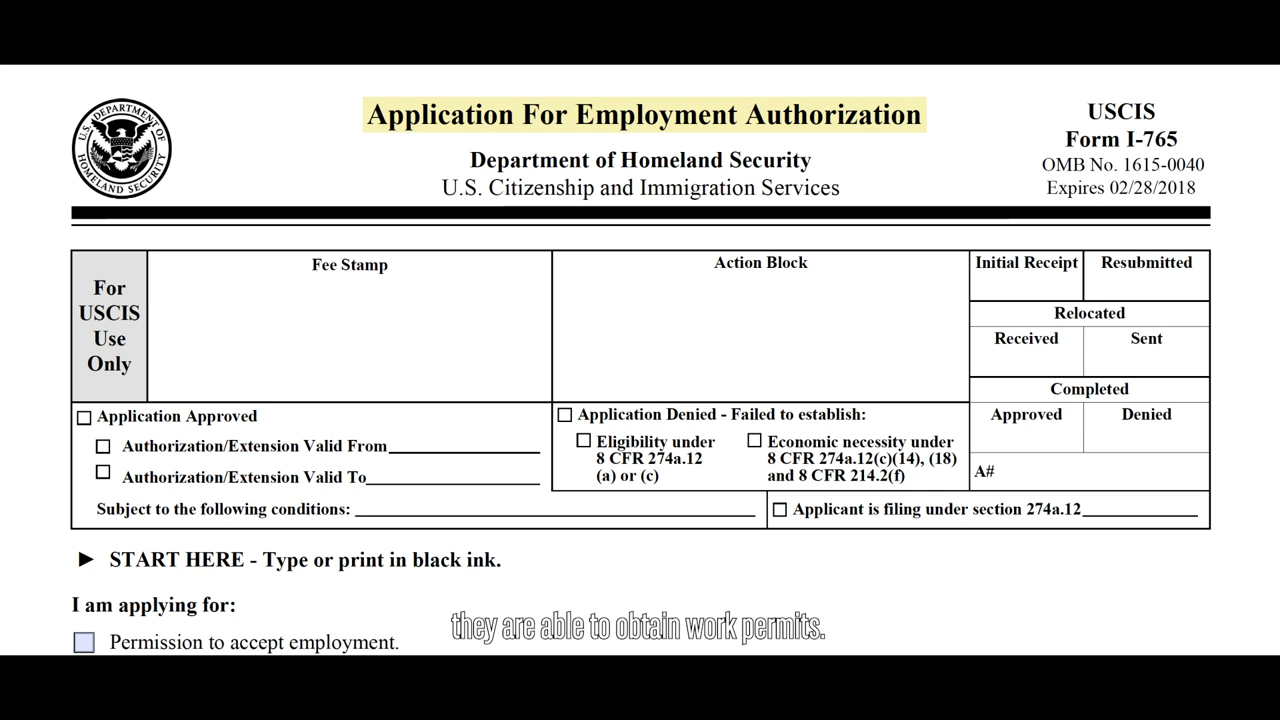 U.S. DEPARTMENT OF HOMELAND SECURITY
Application For Employment Authorization
Department of Homeland Security
U.S. Citizenship and Immigration Services
USCIS
Form I-765
OMB No. 1615-0040
Expires 02/28/2018
For
USCIS
Use
Only
Fee Stamp
Action Block
Initial Receipt
Resubmitted
Relocated
Received
Sent
Completed
Approved
Denied
A#
Application Approved
Authorization/Extension Valid From
Authorization/Extension Valid To
Application Denied - Failed to establish:
Eligibility under
8 CFR 274a.12
(a) or (c)
Economic necessity under
8 CFR 274a.12(c)(14), (18)
and 8 CFR 214.2(f)
Subject to the following conditions:
Applicant is filing under section 274a.12
► START HERE - Type or print in black ink.
I am applying for:
Permission to accept employment.
they are able to obtain work permits.